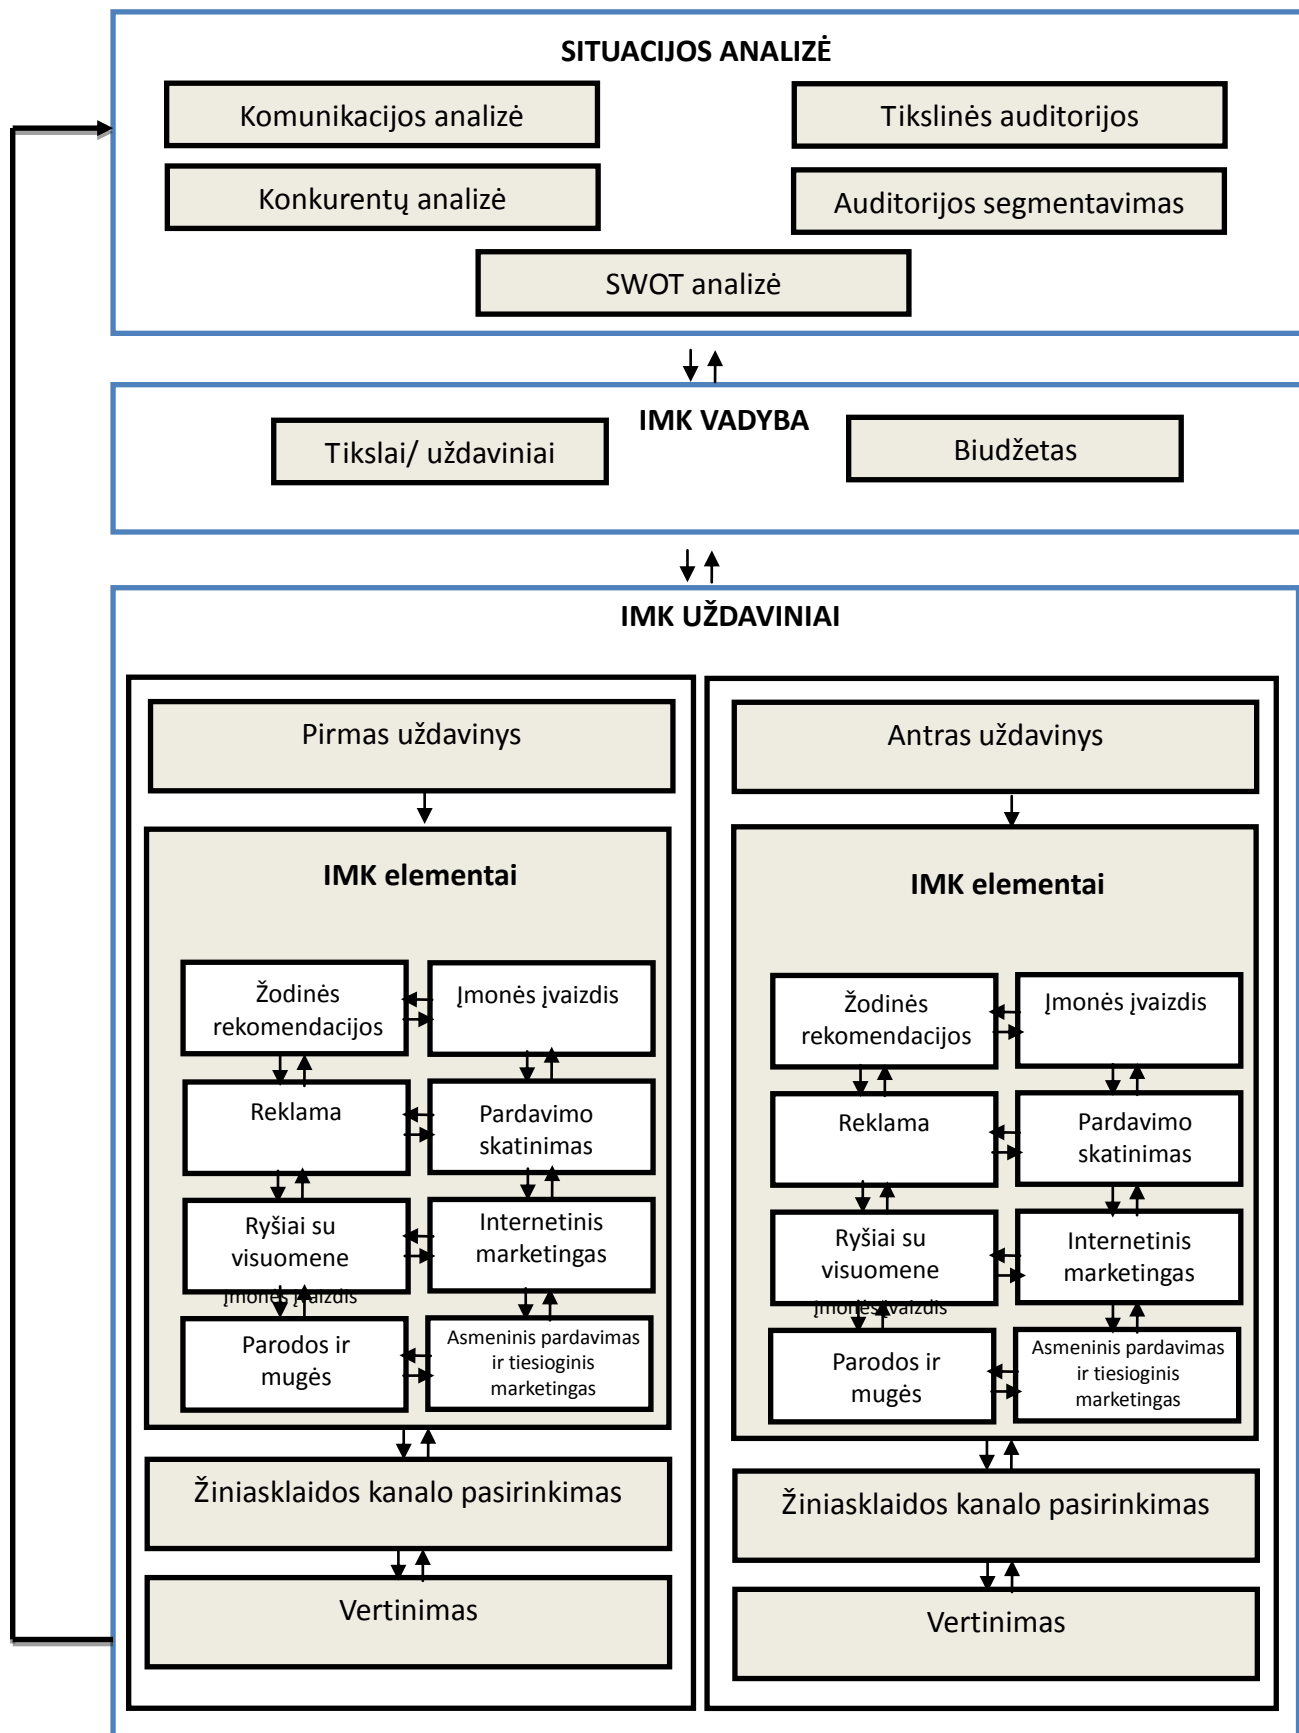 SITUACIJOS ANALIZĖ
Komunikacijos analizė
Tikslinės auditorijos
Konkurentų analizė
Auditorijos segmentavimas
SWOT analizė
IMK VADYBA
Tikslai/ uždaviniai
Biudžetas
IMK UŽDAVINIAI
Pirmas uždavinys
IMK elementai
Žodinės
rekomendacijos
Įmonės įvaizdis
Reklama
Pardavimo
skatinimas
Ryšiai su
visuomene
Internetinis
marketingas
Įmonės įvaizdis
Parodos ir
mugės
Asmeninis pardavimas
ir tiesioginis
marketingas
Žiniasklaidos kanalo pasirinkimas
Vertinimas
Antras uždavinys
IMK elementai
Žodinės
rekomendacijos
Įmonės įvaizdis
Reklama
Pardavimo
skatinimas
Ryšiai su
visuomene
Internetinis
marketingas
Įmonės įvaizdis
Parodos ir
mugės
Asmeninis pardavimas
ir tiesioginis
marketingas
Žiniasklaidos kanalo pasirinkimas
Vertinimas